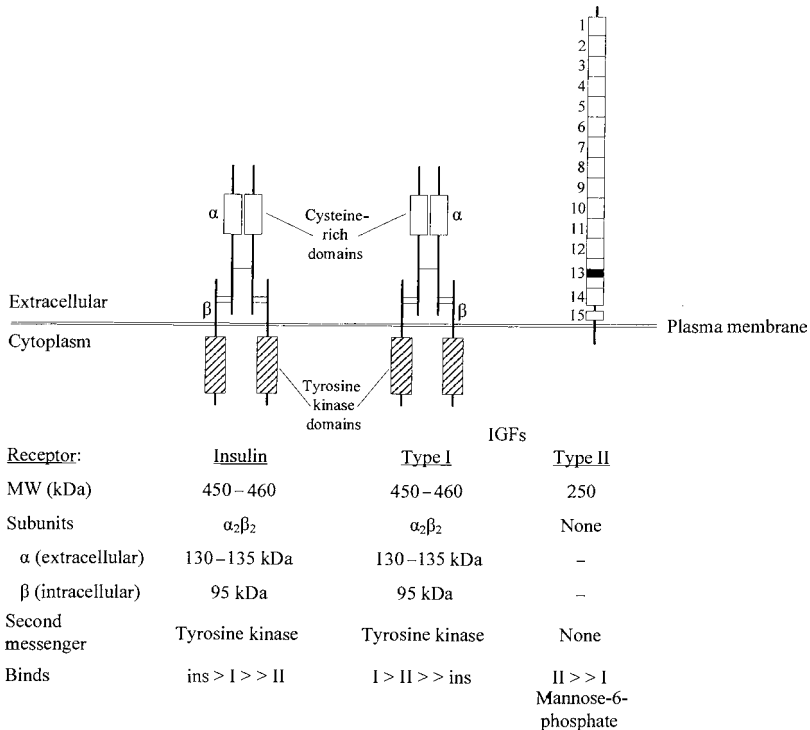 1
2
3
4
5
6
7
8
9
10
11
12
13
14
15
α
Cysteine-
rich
domains
α
Extracellular
β
β
Plasma membrane
Cytoplasm
Tyrosine
kinase
domains
IGFs
Receptor:
Insulin
Type I
Type II
MW (kDa)
450–460
450–460
250
Subunits
α₂β₂
α₂β₂
None
α (extracellular)
130–135 kDa
130–135 kDa
–
β (intracellular)
95 kDa
95 kDa
–
Second
messenger
Tyrosine kinase
Tyrosine kinase
None
Binds
ins > I > > II
I > II > > ins
II > > I
Mannose-6-
phosphate